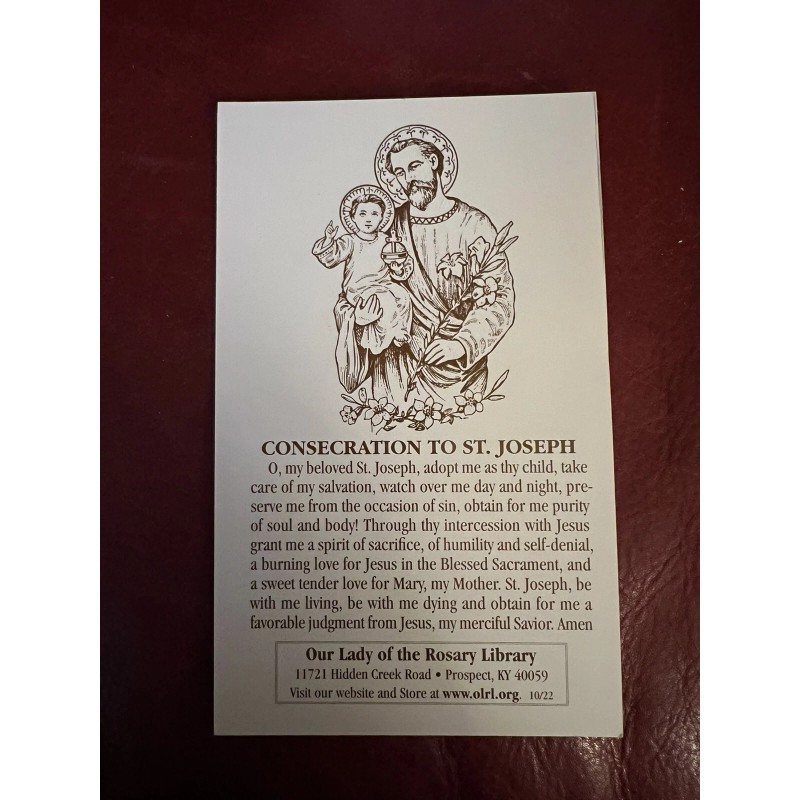 CONSECRATION TO ST. JOSEPH
O, my beloved St. Joseph, adopt me as thy child, take
care of my salvation, watch over me day and night, pre-
serve me from the occasion of sin, obtain for me purity
of soul and body! Through thy intercession with Jesus
grant me a spirit of sacrifice, of humility and self-denial,
a burning love for Jesus in the Blessed Sacrament, and
a sweet tender love for Mary, my Mother. St. Joseph, be
with me living, be with me dying and obtain for me a
favorable judgment from Jesus, my merciful Savior. Amen
Our Lady of the Rosary Library
11721 Hidden Creek Road • Prospect, KY 40059
Visit our website and Store at www.olrl.org. 10/22